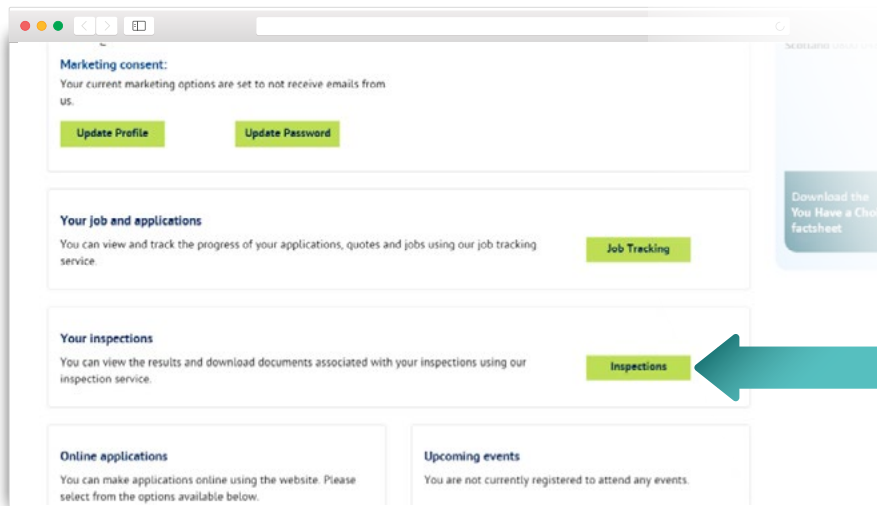 Marketing consent:
Your current marketing options are set to not receive emails from
us.
Update Profile
Update Password
Your job and applications
You can view and track the progress of your applications, quotes and jobs using our job tracking
service.
Job Tracking
Your inspections
You can view the results and download documents associated with your inspections using our
inspection service.
Inspections
Online applications
You can make applications online using the website. Please
select from the options available below.
Upcoming events
You are not currently registered to attend any events.
Scotland
Download the
You Have a
factsheet